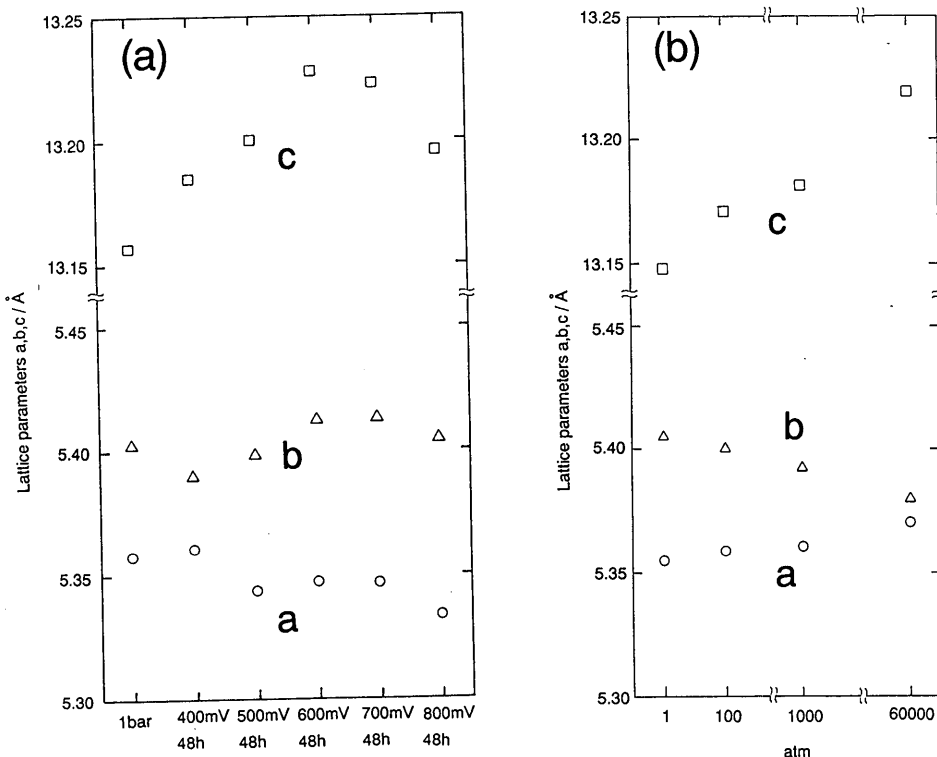 (a)
13.25
13.20
13.15
5.45
5.40
5.35
5.30
Lattice parameters a,b,c / Å
c
b
a
1bar 400mV 500mV 600mV 700mV 800mV
48h 48h 48h 48h 48h
(b)
13.25
13.20
13.15
5.45
5.40
5.35
5.30
Lattice parameters a,b,c / Å
c
b
a
1 100 1000 60000
atm